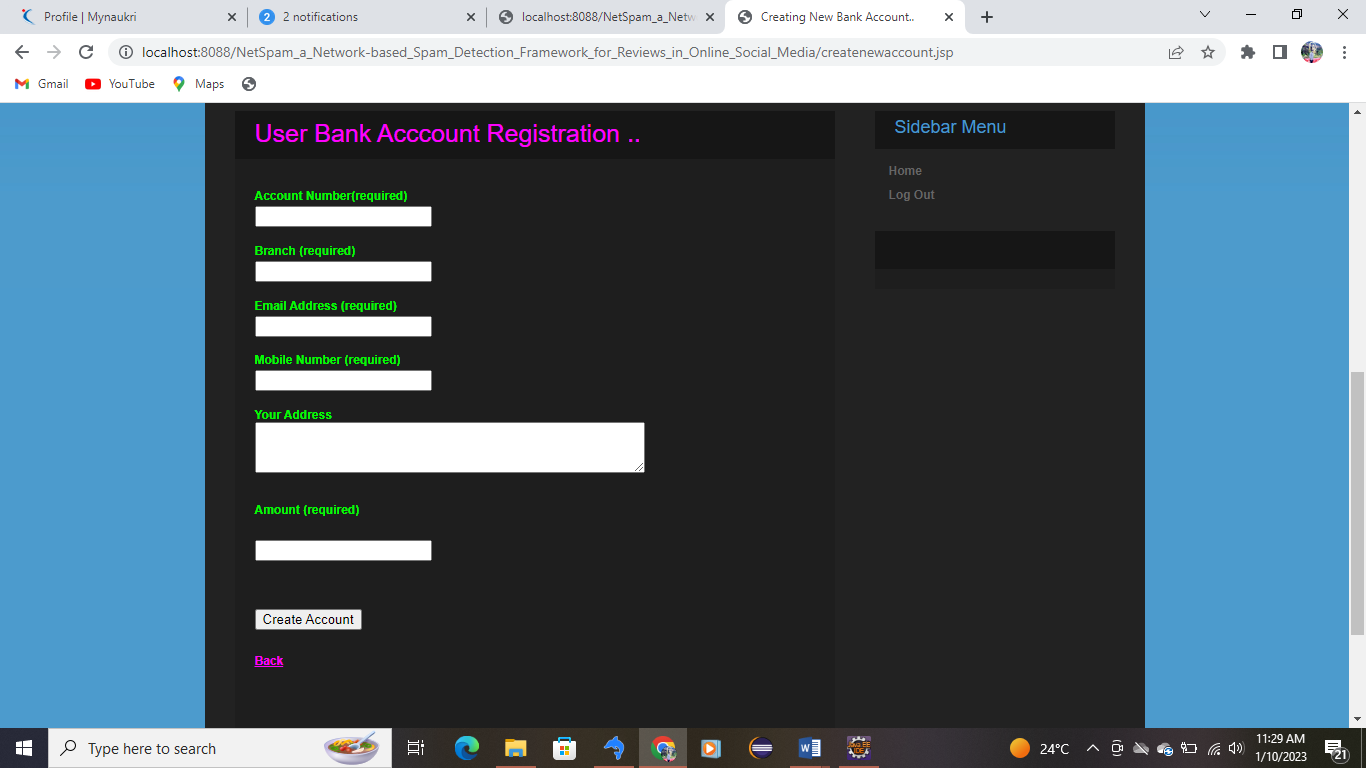 Profile | Mynaukri
2 2 notifications
localhost:8088/NetSpam_a_Netw
Creating New Bank Account..
localhost:8088/NetSpam_a_Network-based_Spam_Detection_Framework_for_Reviews_in_Online_Social_Media/createnewaccount.jsp
Gmail YouTube Maps
User Bank Acccount Registration ..
Sidebar Menu
Home
Log Out
Account Number(required)
Branch (required)
Email Address (required)
Mobile Number (required)
Your Address
Amount (required)
Create Account
Back
Type here to search
24°C
11:29 AM
1/10/2023
21